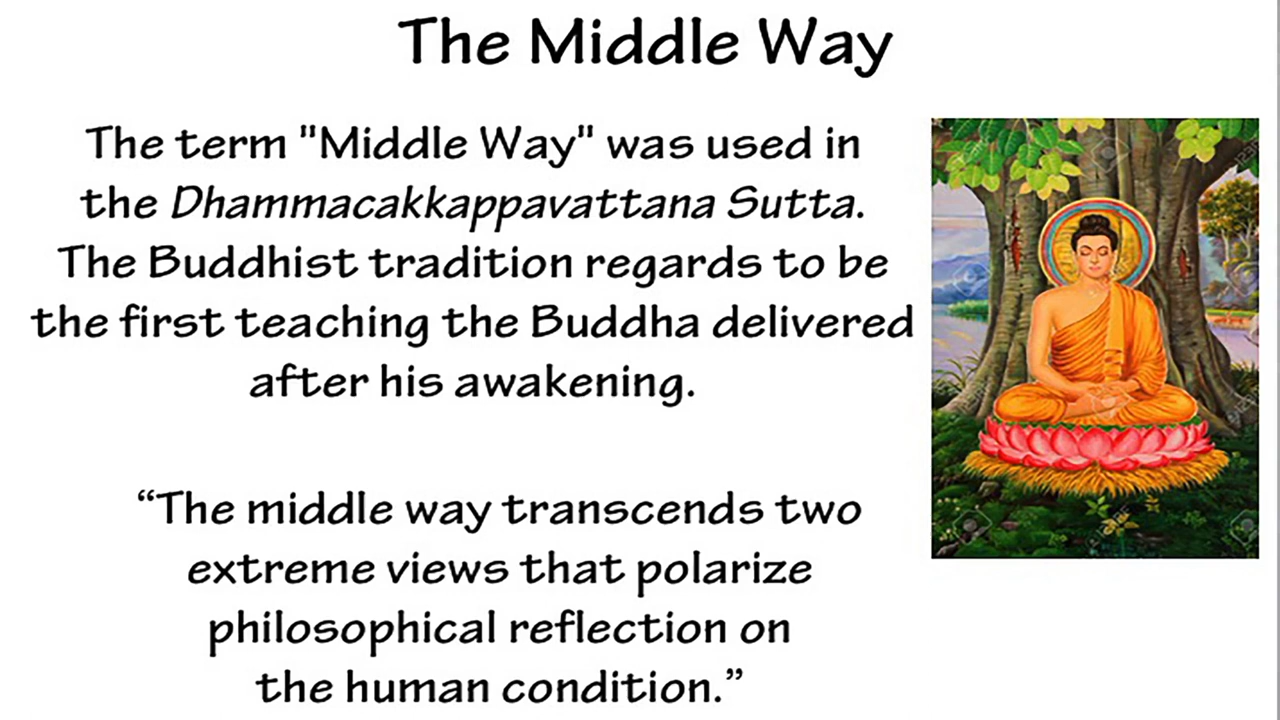 The Middle Way
The term "Middle Way" was used in
the Dhammacakkappavattana Sutta.
The Buddhist tradition regards to be
the first teaching the Buddha delivered
after his awakening.
“The middle way transcends two
extreme views that polarize
philosophical reflection on
the human condition.”